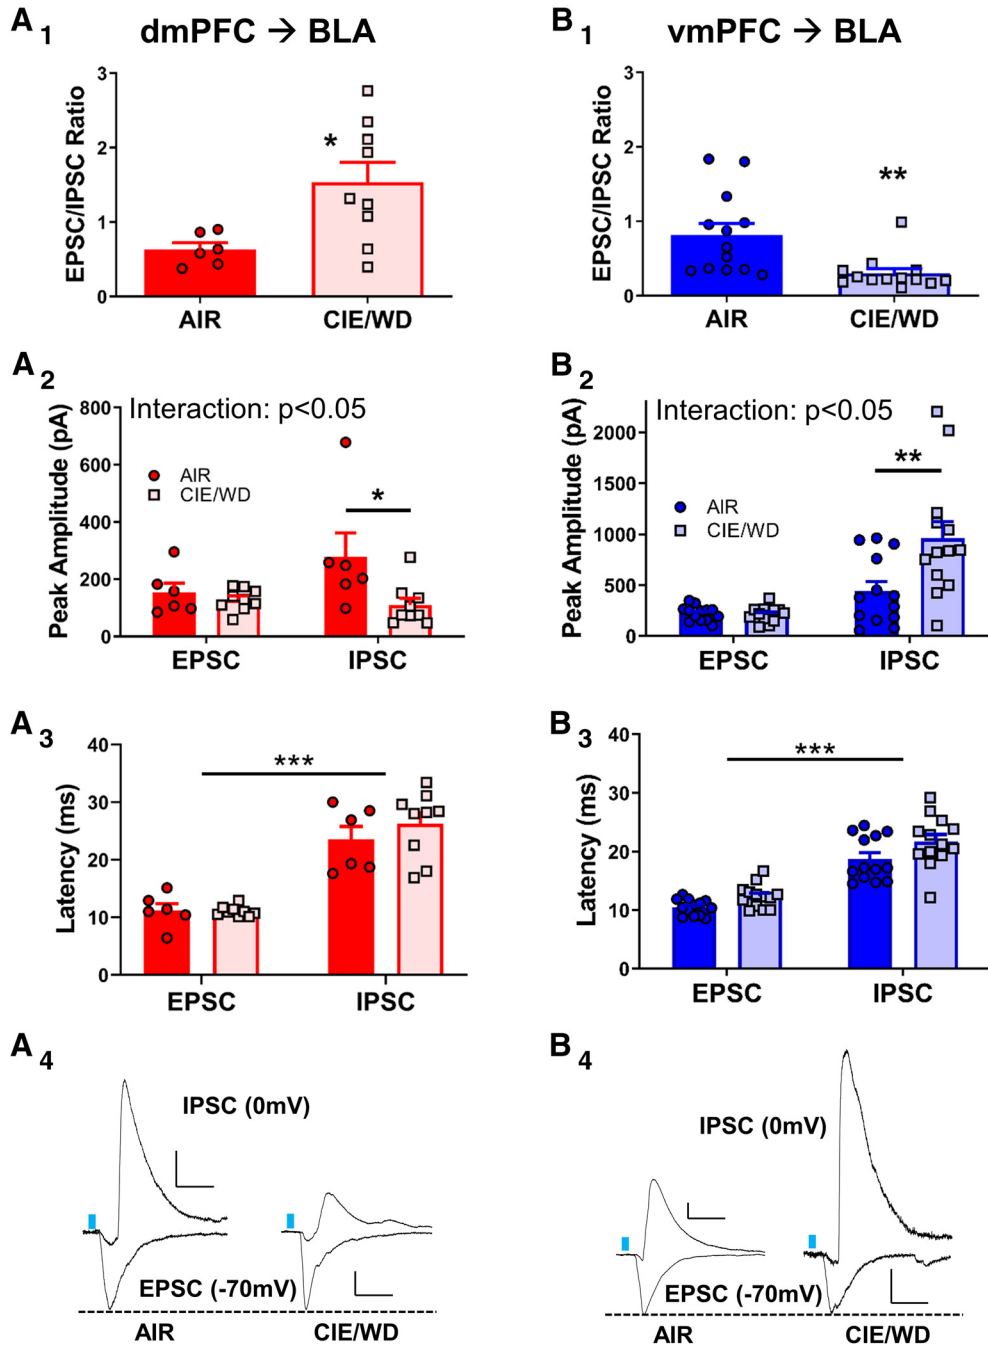 A1 dmPFC → BLA
EPSC/IPSC Ratio
3
2
1
0
*
AIR CIE/WD
B1 vmPFC → BLA
EPSC/IPSC Ratio
3
2
1
0
**
AIR CIE/WD
A2
Interaction: p<0.05
Peak Amplitude (pA)
800
600
400
200
0
AIR
CIE/WD
*
EPSC IPSC
B2
Interaction: p<0.05
Peak Amplitude (pA)
2000
1500
1000
500
0
AIR
CIE/WD
**
EPSC IPSC
A3
Latency (ms)
40
30
20
10
0
***
EPSC IPSC
B3
Latency (ms)
40
30
20
10
0
***
EPSC IPSC
A4
IPSC (0mV)
EPSC (-70mV)
AIR CIE/WD
B4
IPSC (0mV)
EPSC (-70mV)
AIR CIE/WD